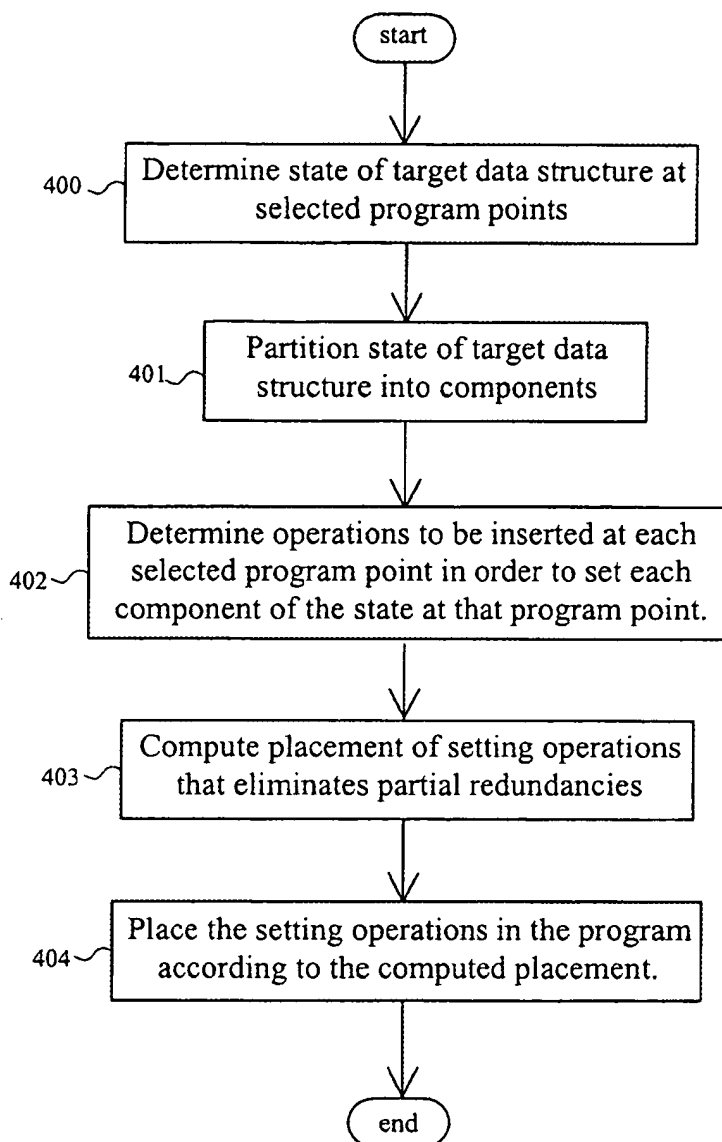 start
400
Determine state of target data structure at
selected program points
401
Partition state of target data
structure into components
402
Determine operations to be inserted at each
selected program point in order to set each
component of the state at that program point.
403
Compute placement of setting operations
that eliminates partial redundancies
404
Place the setting operations in the program
according to the computed placement.
end